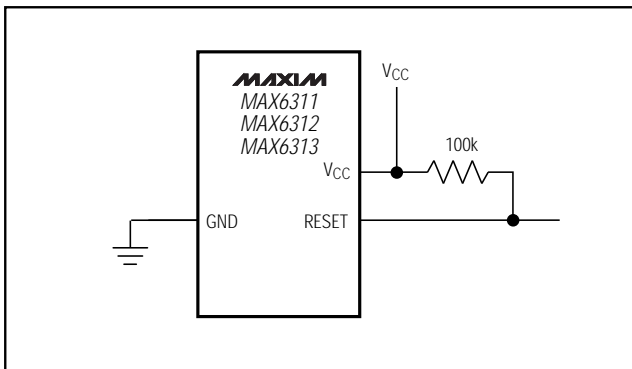 MAXIM
MAX6311
MAX6312
MAX6313
VCC
100k
VCC
GND
RESET